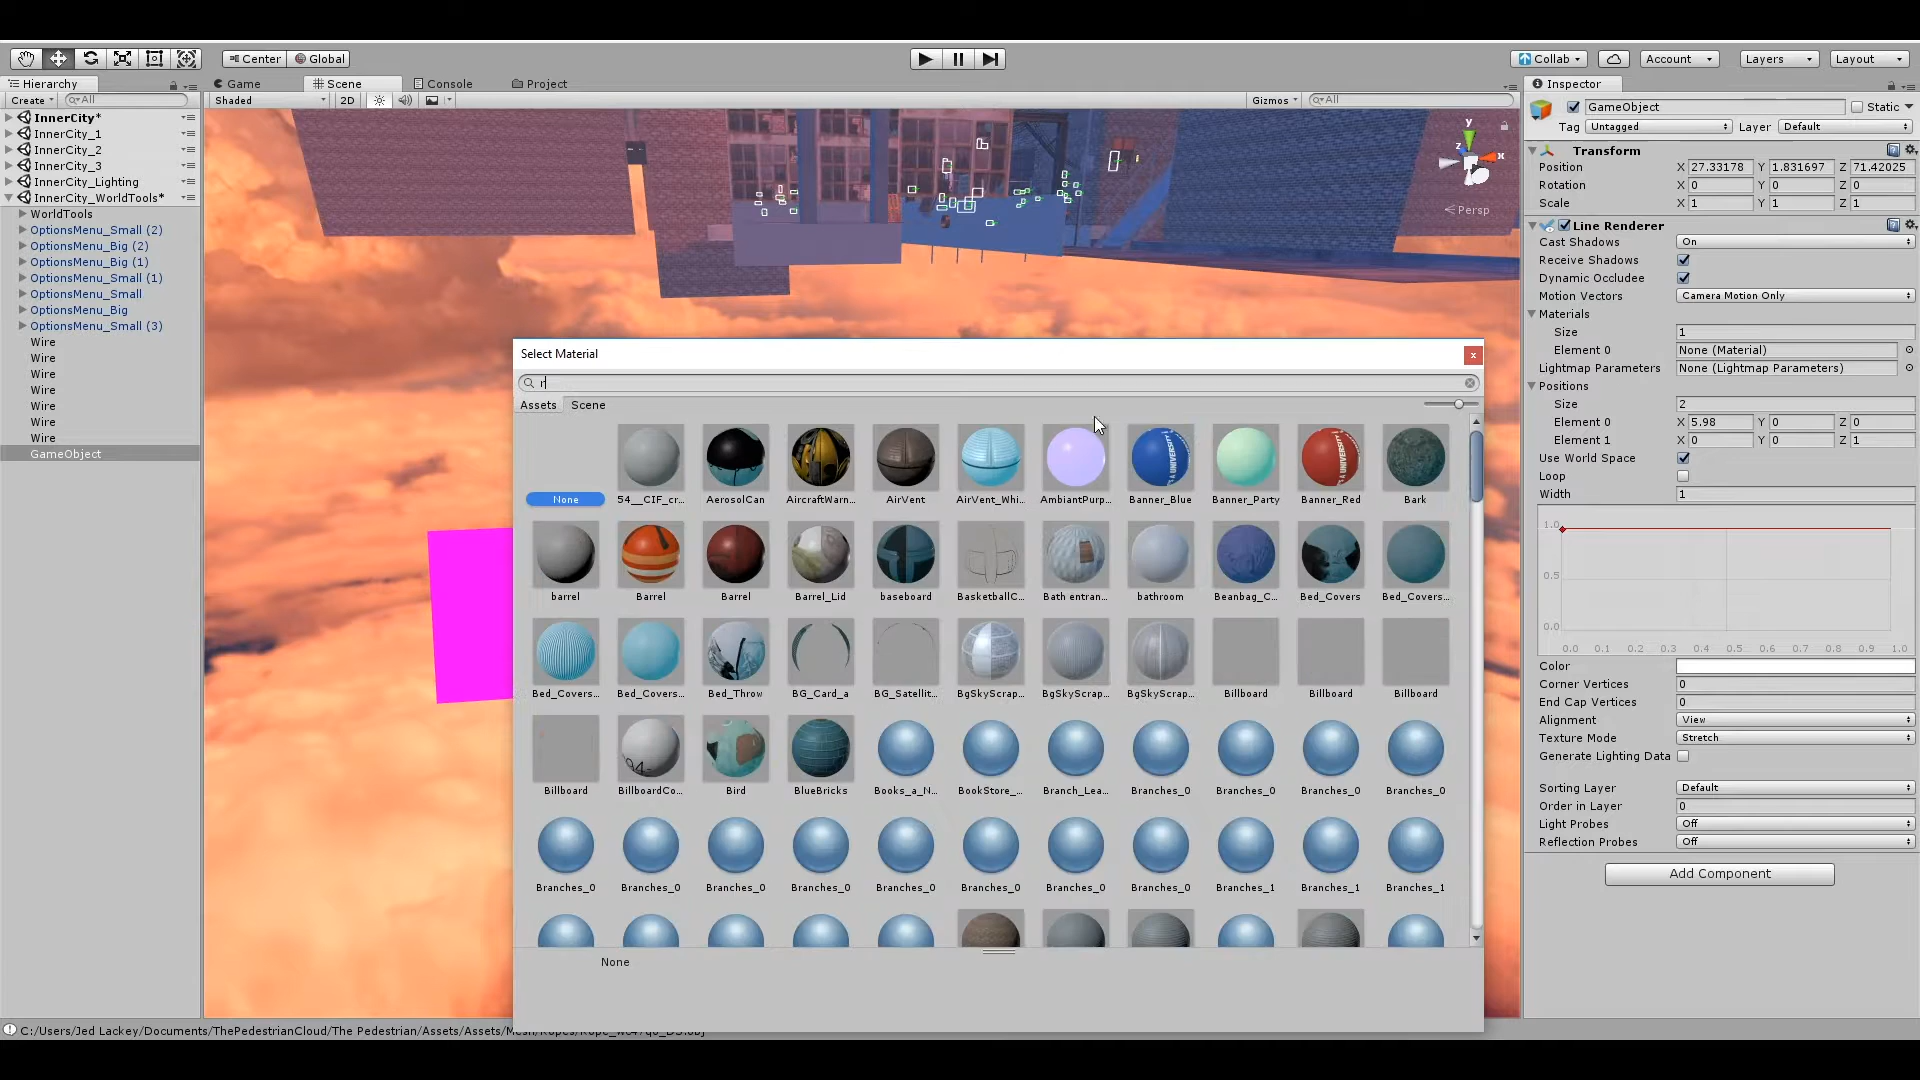 Center Global
Collab Account Layers Layout
Hierarchy
Create All
InnerCity*
InnerCity_1
InnerCity_2
InnerCity_3
InnerCity_Lighting
InnerCity_WorldTools*
WorldTools
OptionsMenu_Small (2)
OptionsMenu_Big (2)
OptionsMenu_Big (1)
OptionsMenu_Small (1)
OptionsMenu_Small
OptionsMenu_Big
OptionsMenu_Small (3)
Wire
Wire
Wire
Wire
Wire
Wire
Wire
GameObject
Game Scene Console Project
Shaded 2D Gizmos All
y
z x
Persp
Select Material
r
Assets Scene
None 54__CIF_cr... AerosolCan AircraftWarn... AirVent AirVent_Whi... AmbiantPurp... Banner_Blue Banner_Party Banner_Red Bark
barrel Barrel Barrel Barrel_Lid baseboard BasketballC... Bath entran... bathroom Beanbag_C... Bed_Covers Bed_Covers...
Bed_Covers... Bed_Covers... Bed_Throw BG_Card_a BG_Satellit... BgSkyScrap... BgSkyScrap... BgSkyScrap... Billboard Billboard Billboard
Billboard BillboardCo... Bird BlueBricks Books_a_N... BookStore_... Branch_Lea... Branches_0 Branches_0 Branches_0 Branches_0
Branches_0 Branches_0 Branches_0 Branches_0 Branches_0 Branches_0 Branches_0 Branches_0 Branches_1 Branches_1 Branches_1
None
Inspector
GameObject Static
Tag Untagged Layer Default
Transform
Position X 27.33178 Y 1.831697 Z 71.42025
Rotation X 0 Y 0 Z 0
Scale X 1 Y 1 Z 1
Line Renderer
Cast Shadows On
Receive Shadows
Dynamic Occludee
Motion Vectors Camera Motion Only
Materials
Size 1
Element 0 None (Material)
Lightmap Parameters None (Lightmap Parameters)
Positions
Size 2
Element 0 X 5.98 Y 0 Z 0
Element 1 X 0 Y 0 Z 1
Use World Space
Loop
Width 1
1.0
0.5
0.0
0.0 0.1 0.2 0.3 0.4 0.5 0.6 0.7 0.8 0.9 1.0
Color
Corner Vertices 0
End Cap Vertices 0
Alignment View
Texture Mode Stretch
Generate Lighting Data
Sorting Layer Default
Order in Layer 0
Light Probes Off
Reflection Probes Off
Add Component
C:/Users/Jed Lackey/Documents/ThePedestrianCloud/The Pedestrian/Assets/Assets/